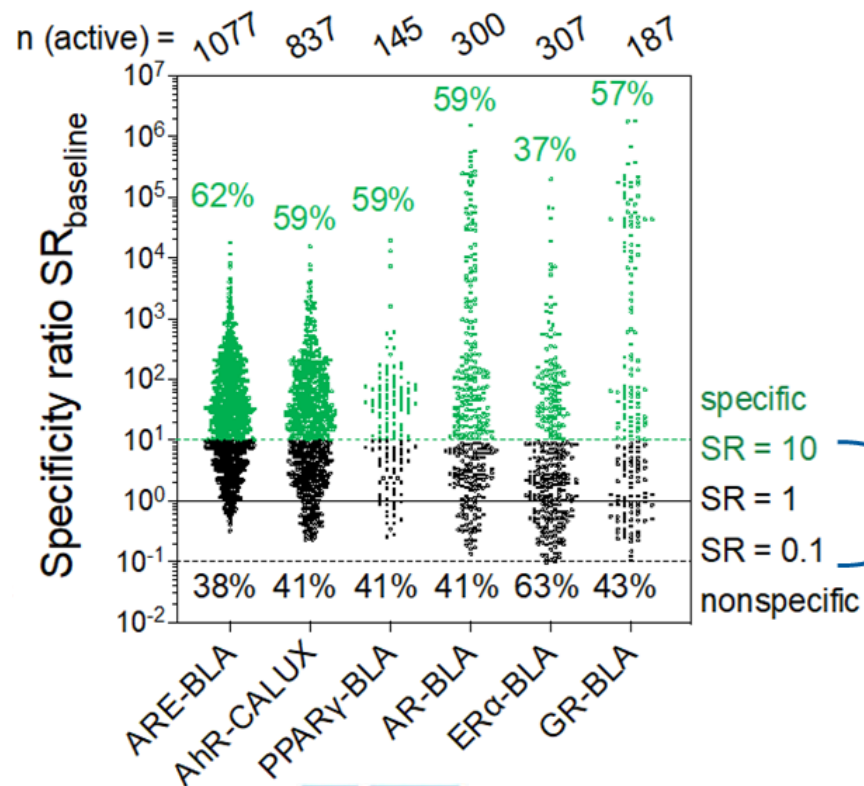 n (active) = 1077 837 145 300 307 187
10⁷
10⁶
10⁵
10⁴
10³
10²
10¹
10⁰
10⁻¹
10⁻²
Specificity ratio SR_baseline
62% 59% 59% 59% 37% 57%
specific
SR = 10
SR = 1
SR = 0.1
nonspecific
38% 41% 41% 41% 63% 43%
ARE-BLA
AhR-CALUX
PPARγ-BLA
AR-BLA
ERα-BLA
GR-BLA